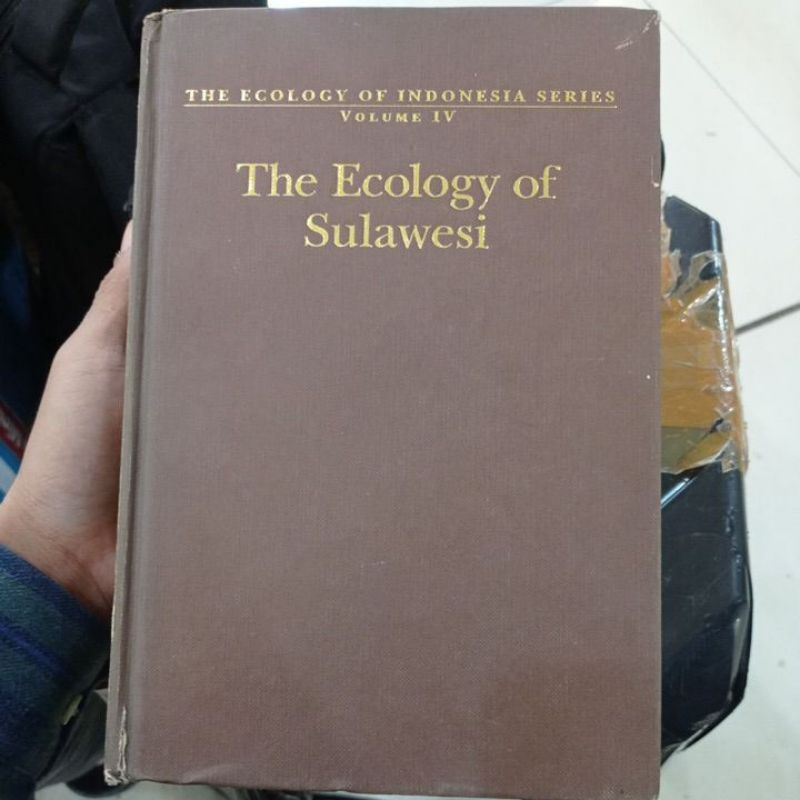 THE ECOLOGY OF INDONESIA SERIES
VOLUME IV
The Ecology of
Sulawesi